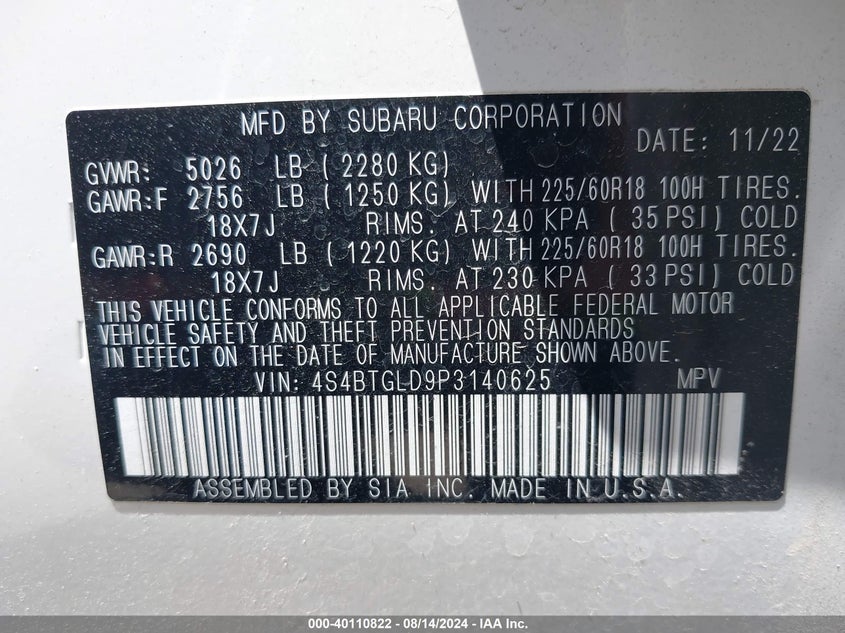 MFD BY SUBARU CORPORATION
DATE: 11/22
GVWR: 5026 LB ( 2280 KG)
GAWR:F 2756 LB ( 1250 KG) WITH 225/60R18 100H TIRES.
18X7J RIMS. AT 240 KPA ( 35 PSI) COLD
GAWR:R 2690 LB ( 1220 KG) WITH 225/60R18 100H TIRES.
18X7J RIMS. AT 230 KPA ( 33 PSI) COLD
THIS VEHICLE CONFORMS TO ALL APPLICABLE FEDERAL MOTOR
VEHICLE SAFETY AND THEFT PREVENTION STANDARDS
IN EFFECT ON THE DATE OF MANUFACTURE SHOWN ABOVE.
VIN: 4S4BTGLD9P3140625 MPV
ASSEMBLED BY SIA INC. MADE IN U.S.A.
000-40110822 - 08/14/2024 - IAA Inc.